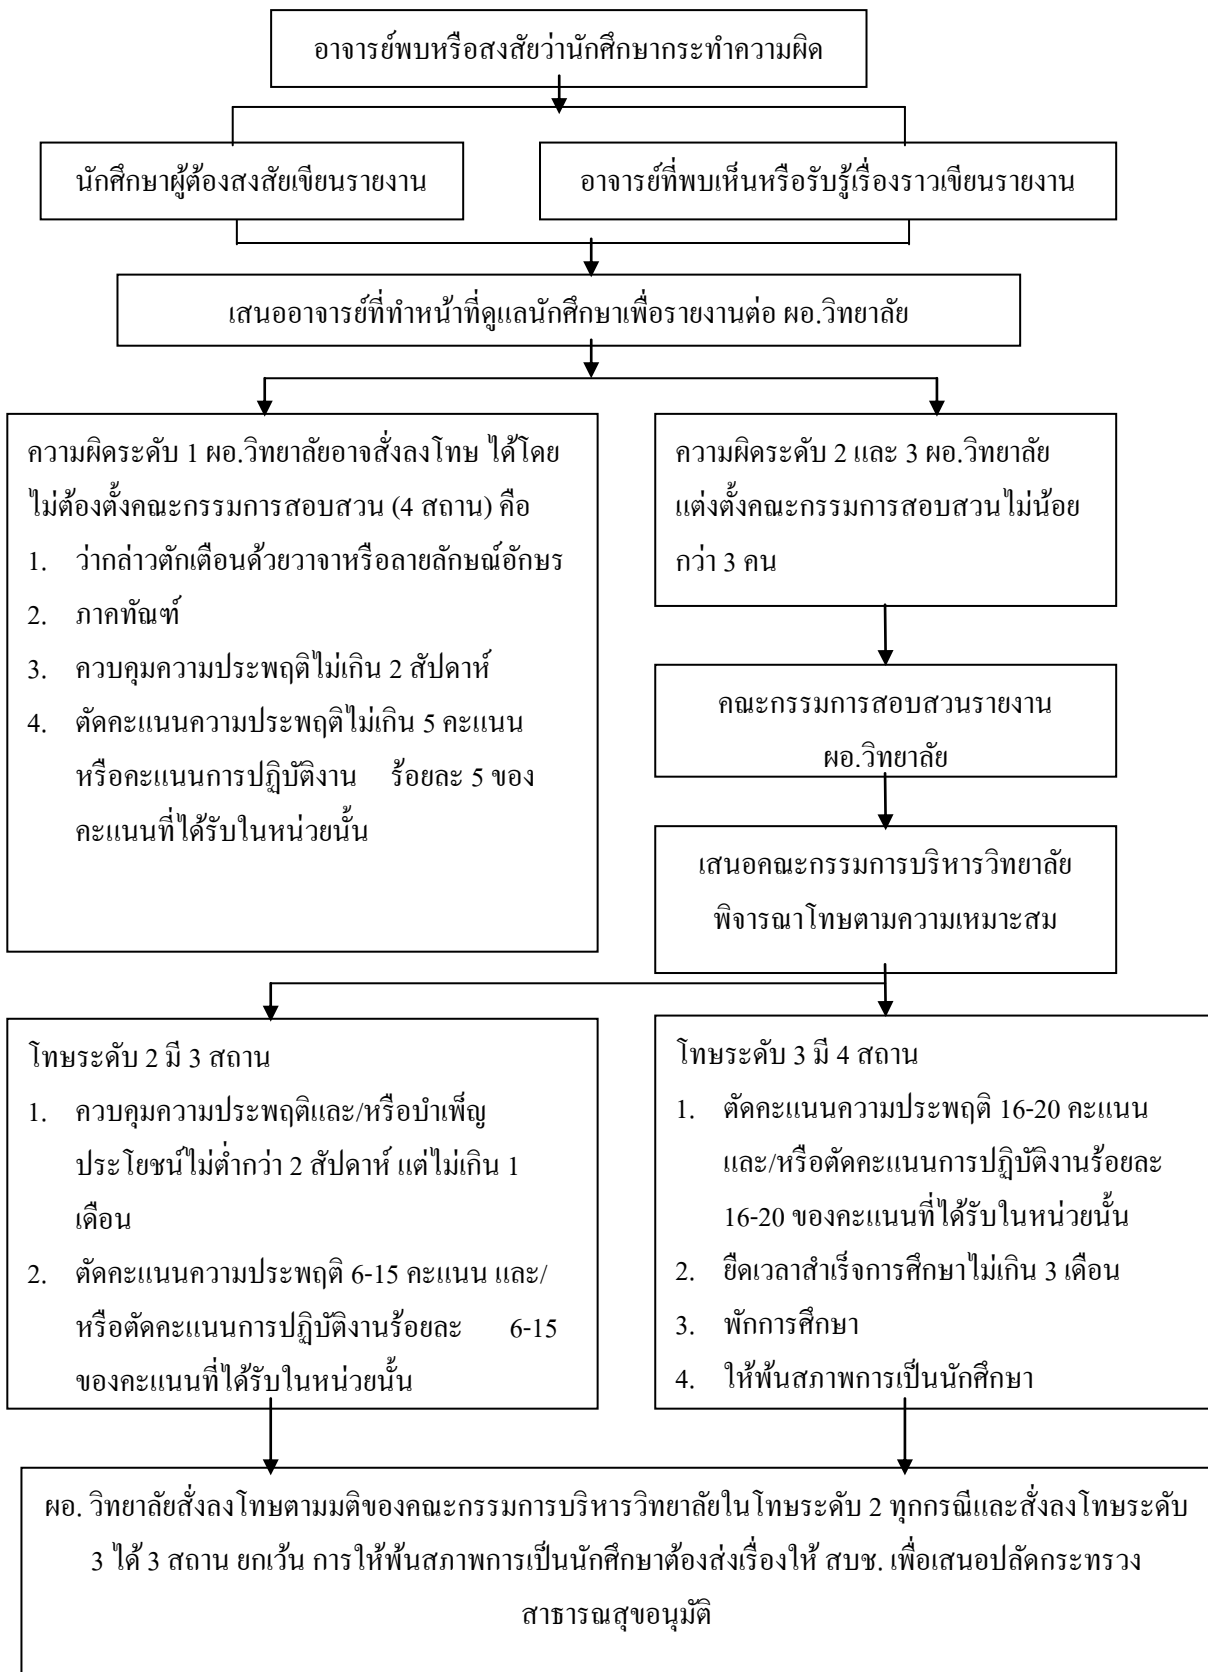 อาจารย์พบหรือสงสัยว่านักศึกษากระทำความผิด
นักศึกษาผู้ต้องสงสัยเขียนรายงาน
อาจารย์ที่พบเห็นหรือรับรู้เรื่องราวเขียนรายงาน
เสนออาจารย์ที่ทำหน้าที่ดูแลนักศึกษาเพื่อรายงานต่อ ผอ.วิทยาลัย
ความผิดระดับ 1 ผอ.วิทยาลัยอาจสั่งลงโทษ ได้โดย
ไม่ต้องตั้งคณะกรรมการสอบสวน (4 สถาน) คือ
1. ว่ากล่าวตักเตือนด้วยวาจาหรือลายลักษณ์อักษร
2. ภาคทัณฑ์
3. ควบคุมความประพฤติไม่เกิน 2 สัปดาห์
4. ตัดคะแนนความประพฤติไม่เกิน 5 คะแนน
หรือคะแนนการปฏิบัติงาน ร้อยละ 5 ของ
คะแนนที่ได้รับในหน่วยนั้น
ความผิดระดับ 2 และ 3 ผอ.วิทยาลัย
แต่งตั้งคณะกรรมการสอบสวนไม่น้อย
กว่า 3 คน
คณะกรรมการสอบสวนรายงาน
ผอ.วิทยาลัย
เสนอคณะกรรมการบริหารวิทยาลัย
พิจารณาโทษตามความเหมาะสม
โทษระดับ 2 มี 3 สถาน
1. ควบคุมความประพฤติและ/หรือบำเพ็ญ
ประโยชน์ไม่ต่ำกว่า 2 สัปดาห์ แต่ไม่เกิน 1
เดือน
2. ตัดคะแนนความประพฤติ 6-15 คะแนน และ/
หรือตัดคะแนนการปฏิบัติงานร้อยละ 6-15
ของคะแนนที่ได้รับในหน่วยนั้น
โทษระดับ 3 มี 4 สถาน
1. ตัดคะแนนความประพฤติ 16-20 คะแนน
และ/หรือตัดคะแนนการปฏิบัติงานร้อยละ
16-20 ของคะแนนที่ได้รับในหน่วยนั้น
2. ยืดเวลาสำเร็จการศึกษาไม่เกิน 3 เดือน
3. พักการศึกษา
4. ให้พ้นสภาพการเป็นนักศึกษา
ผอ. วิทยาลัยสั่งลงโทษตามมติของคณะกรรมการบริหารวิทยาลัยในโทษระดับ 2 ทุกกรณีและสั่งลงโทษระดับ
3 ได้ 3 สถาน ยกเว้น การให้พ้นสภาพการเป็นนักศึกษาต้องส่งเรื่องให้ สบช. เพื่อเสนอปลัดกระทรวง
สาธารณสุขอนุมัติ